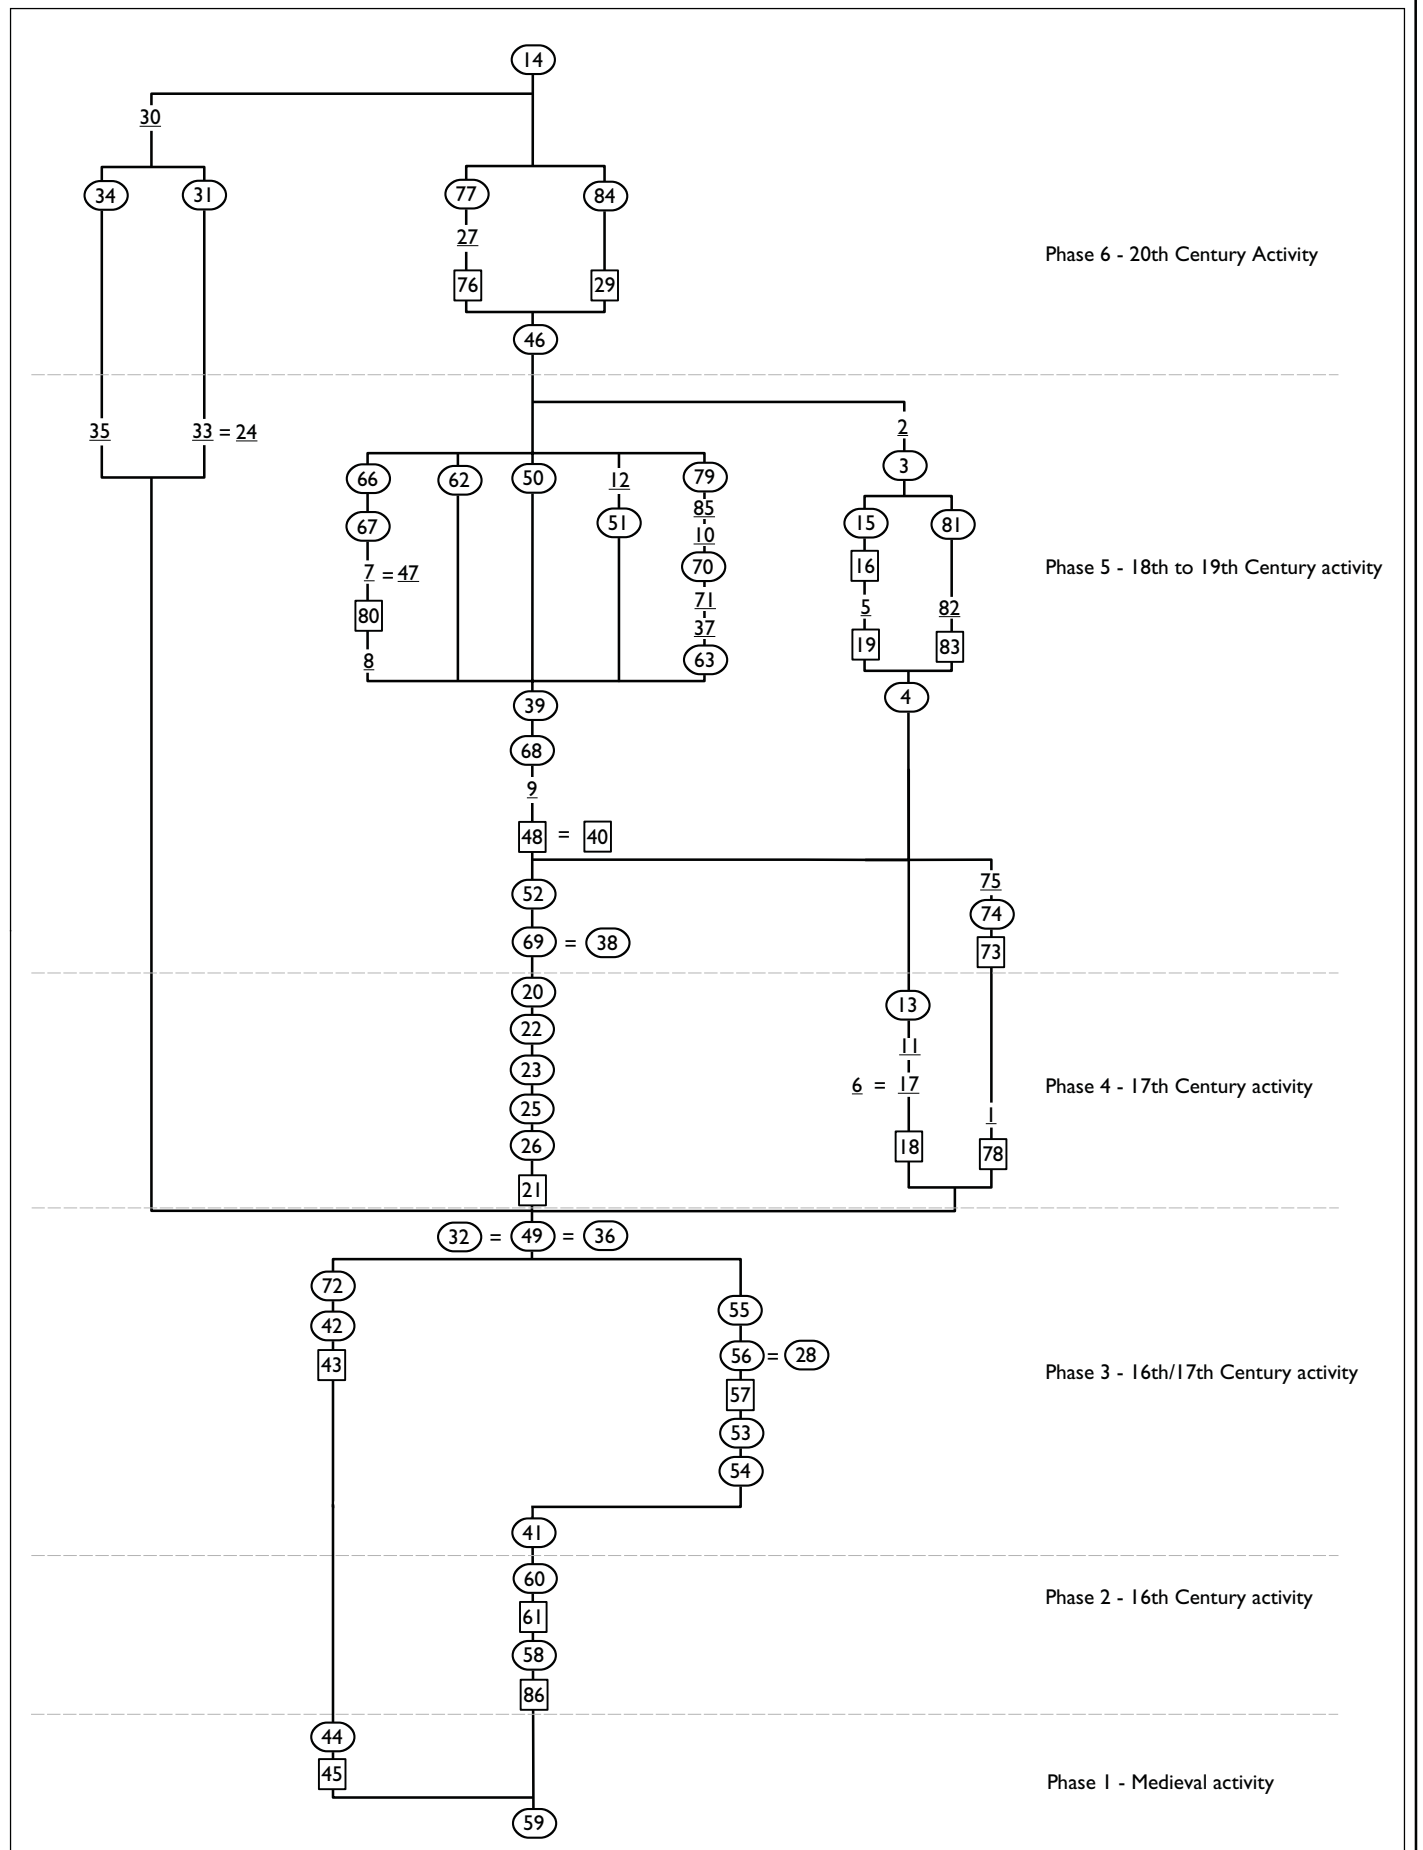 14
30
34 31 77 84
27
Phase 6 - 20th Century Activity
76 29
46
35 33 = 24 2
3
66 62 50 12 79
85
67 51 15 81
10
70 16 Phase 5 - 18th to 19th Century activity
7 = 47
71
5 82
80
37
19 83
8 63
4
39
68
9
48 = 40
75
52 74
69 = 38 73
20 13
22
11
23
6 = 17 Phase 4 - 17th Century activity
25 1
26 18 78
21
32 = 49 = 36
72
55
42
56 = 28
43 Phase 3 - 16th/17th Century activity
57
53
54
41
60
Phase 2 - 16th Century activity
61
58
86
44
45 Phase 1 - Medieval activity
59